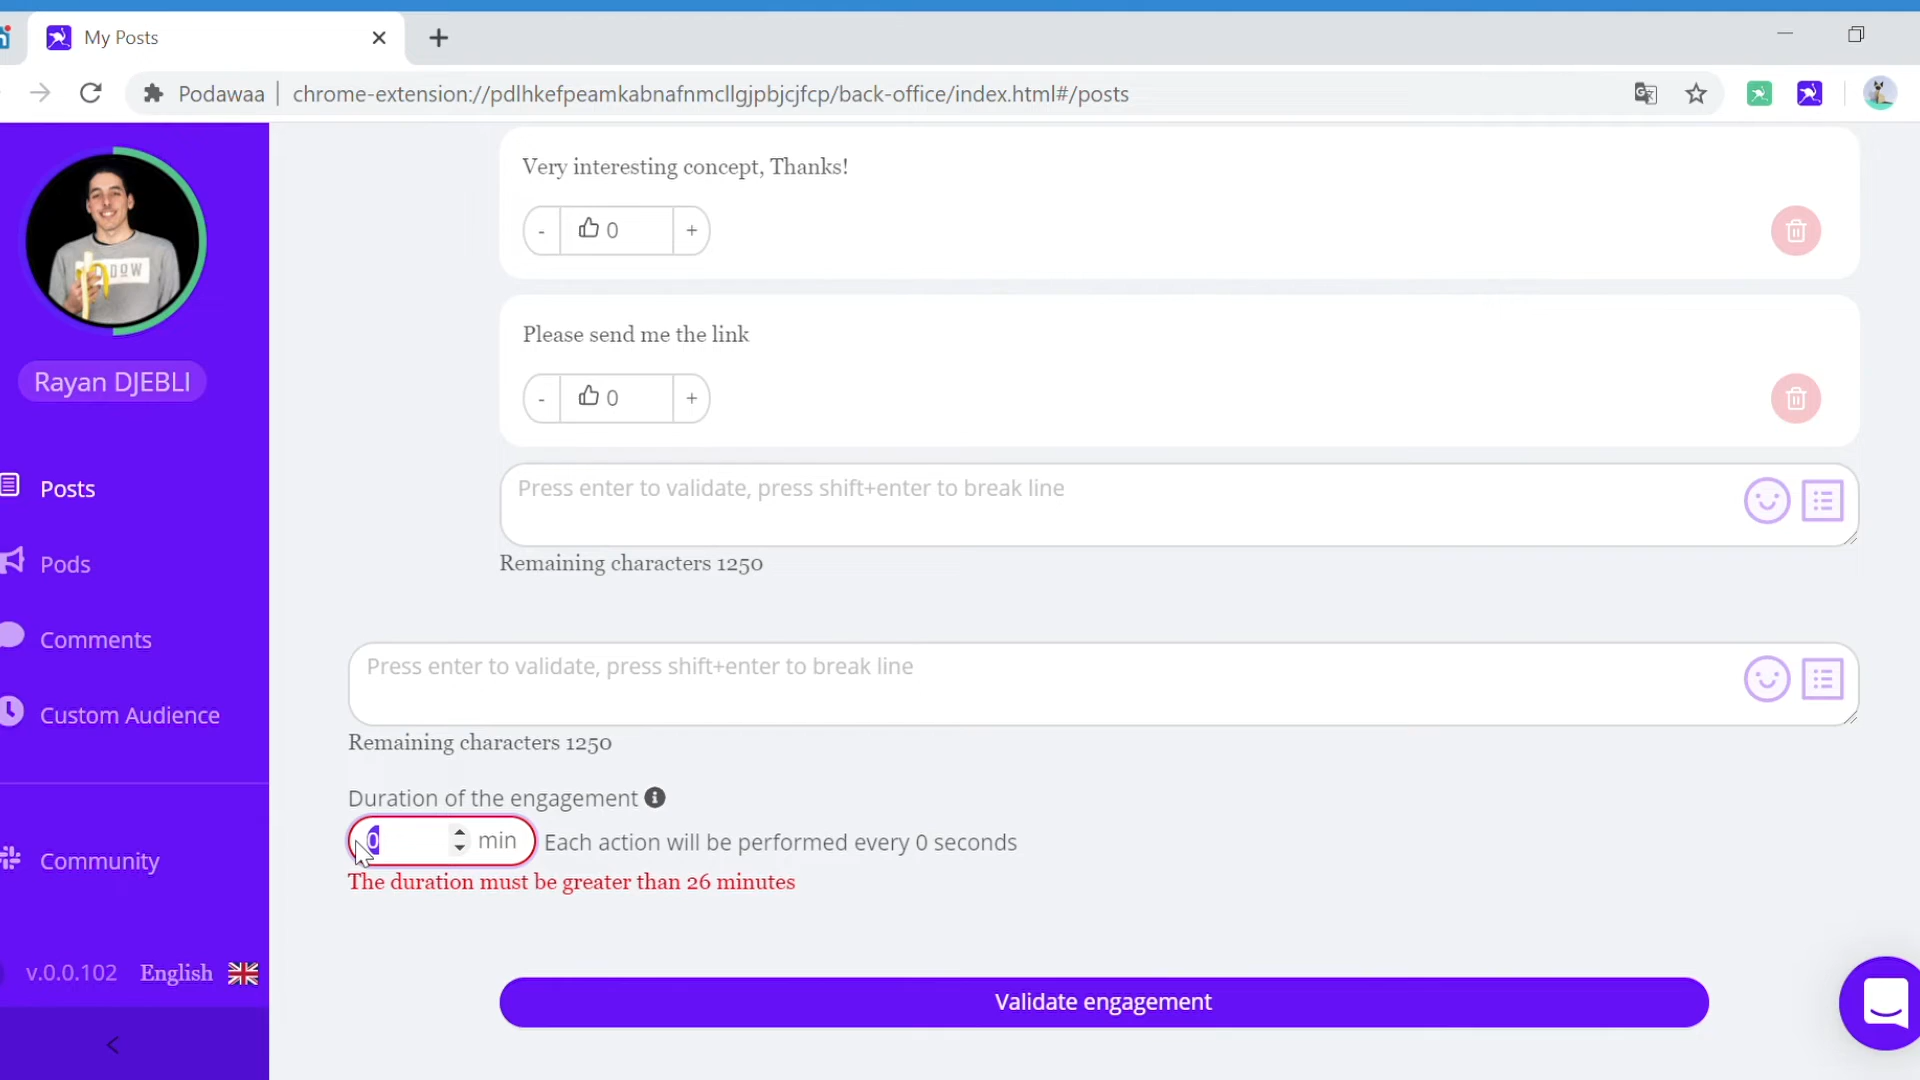 My Posts
Podawaa
chrome-extension://pdlhkefpeamkabnafnmcllgjpbjcjfcp/back-office/index.html#/posts
Rayan DJEBLI
Posts
Pods
Comments
Custom Audience
Community
v.0.0.102 English
Very interesting concept, Thanks!
- 0 +
Please send me the link
- 0 +
Press enter to validate, press shift+enter to break line
Remaining characters 1250
Press enter to validate, press shift+enter to break line
Remaining characters 1250
Duration of the engagement
0 min Each action will be performed every 0 seconds
The duration must be greater than 26 minutes
Validate engagement